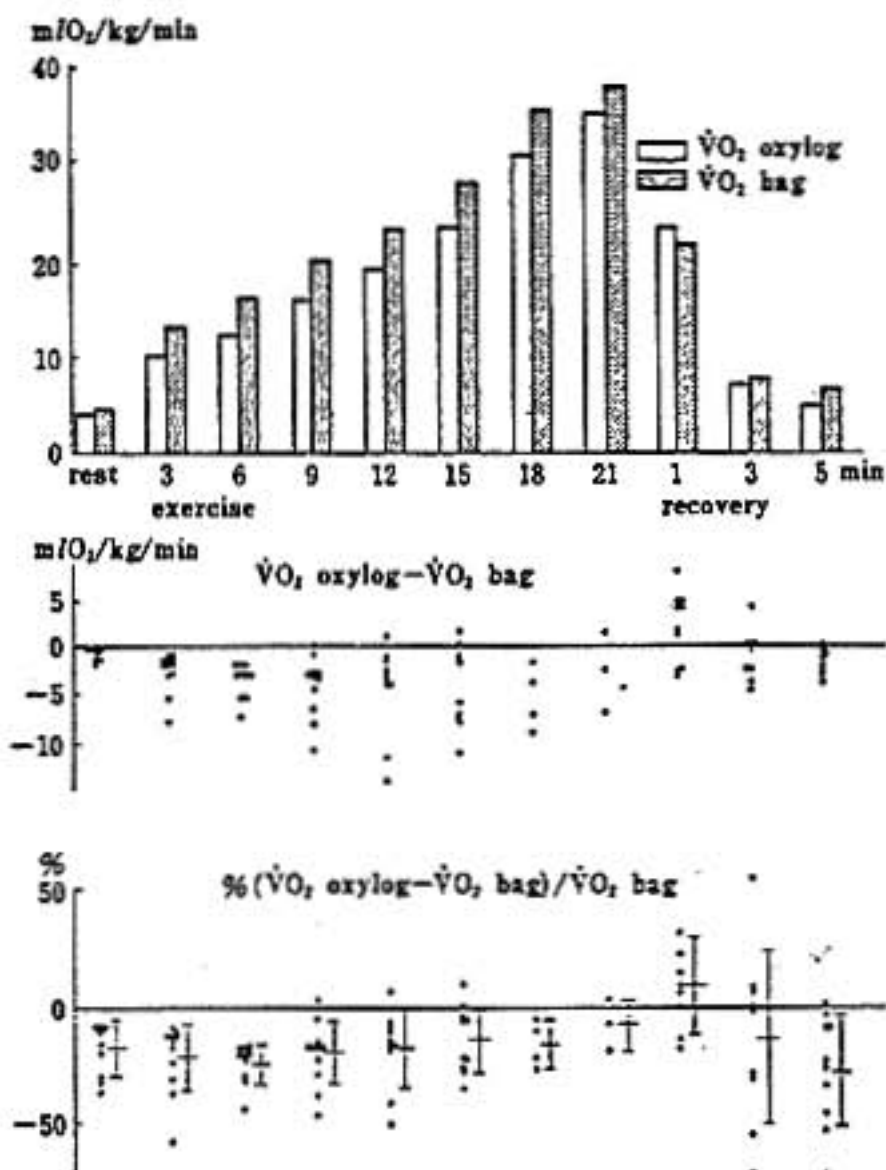 mlO₂/kg/min
40
30
20
10
0
V̇O₂ oxylog
V̇O₂ bag
rest 3 6 9 12 15 18 21 1 3 5 min
exercise recovery
mlO₂/kg/min
V̇O₂ oxylog−V̇O₂ bag
5
0
−5
−10
%
50
%(V̇O₂ oxylog−V̇O₂ bag)/V̇O₂ bag
0
−50